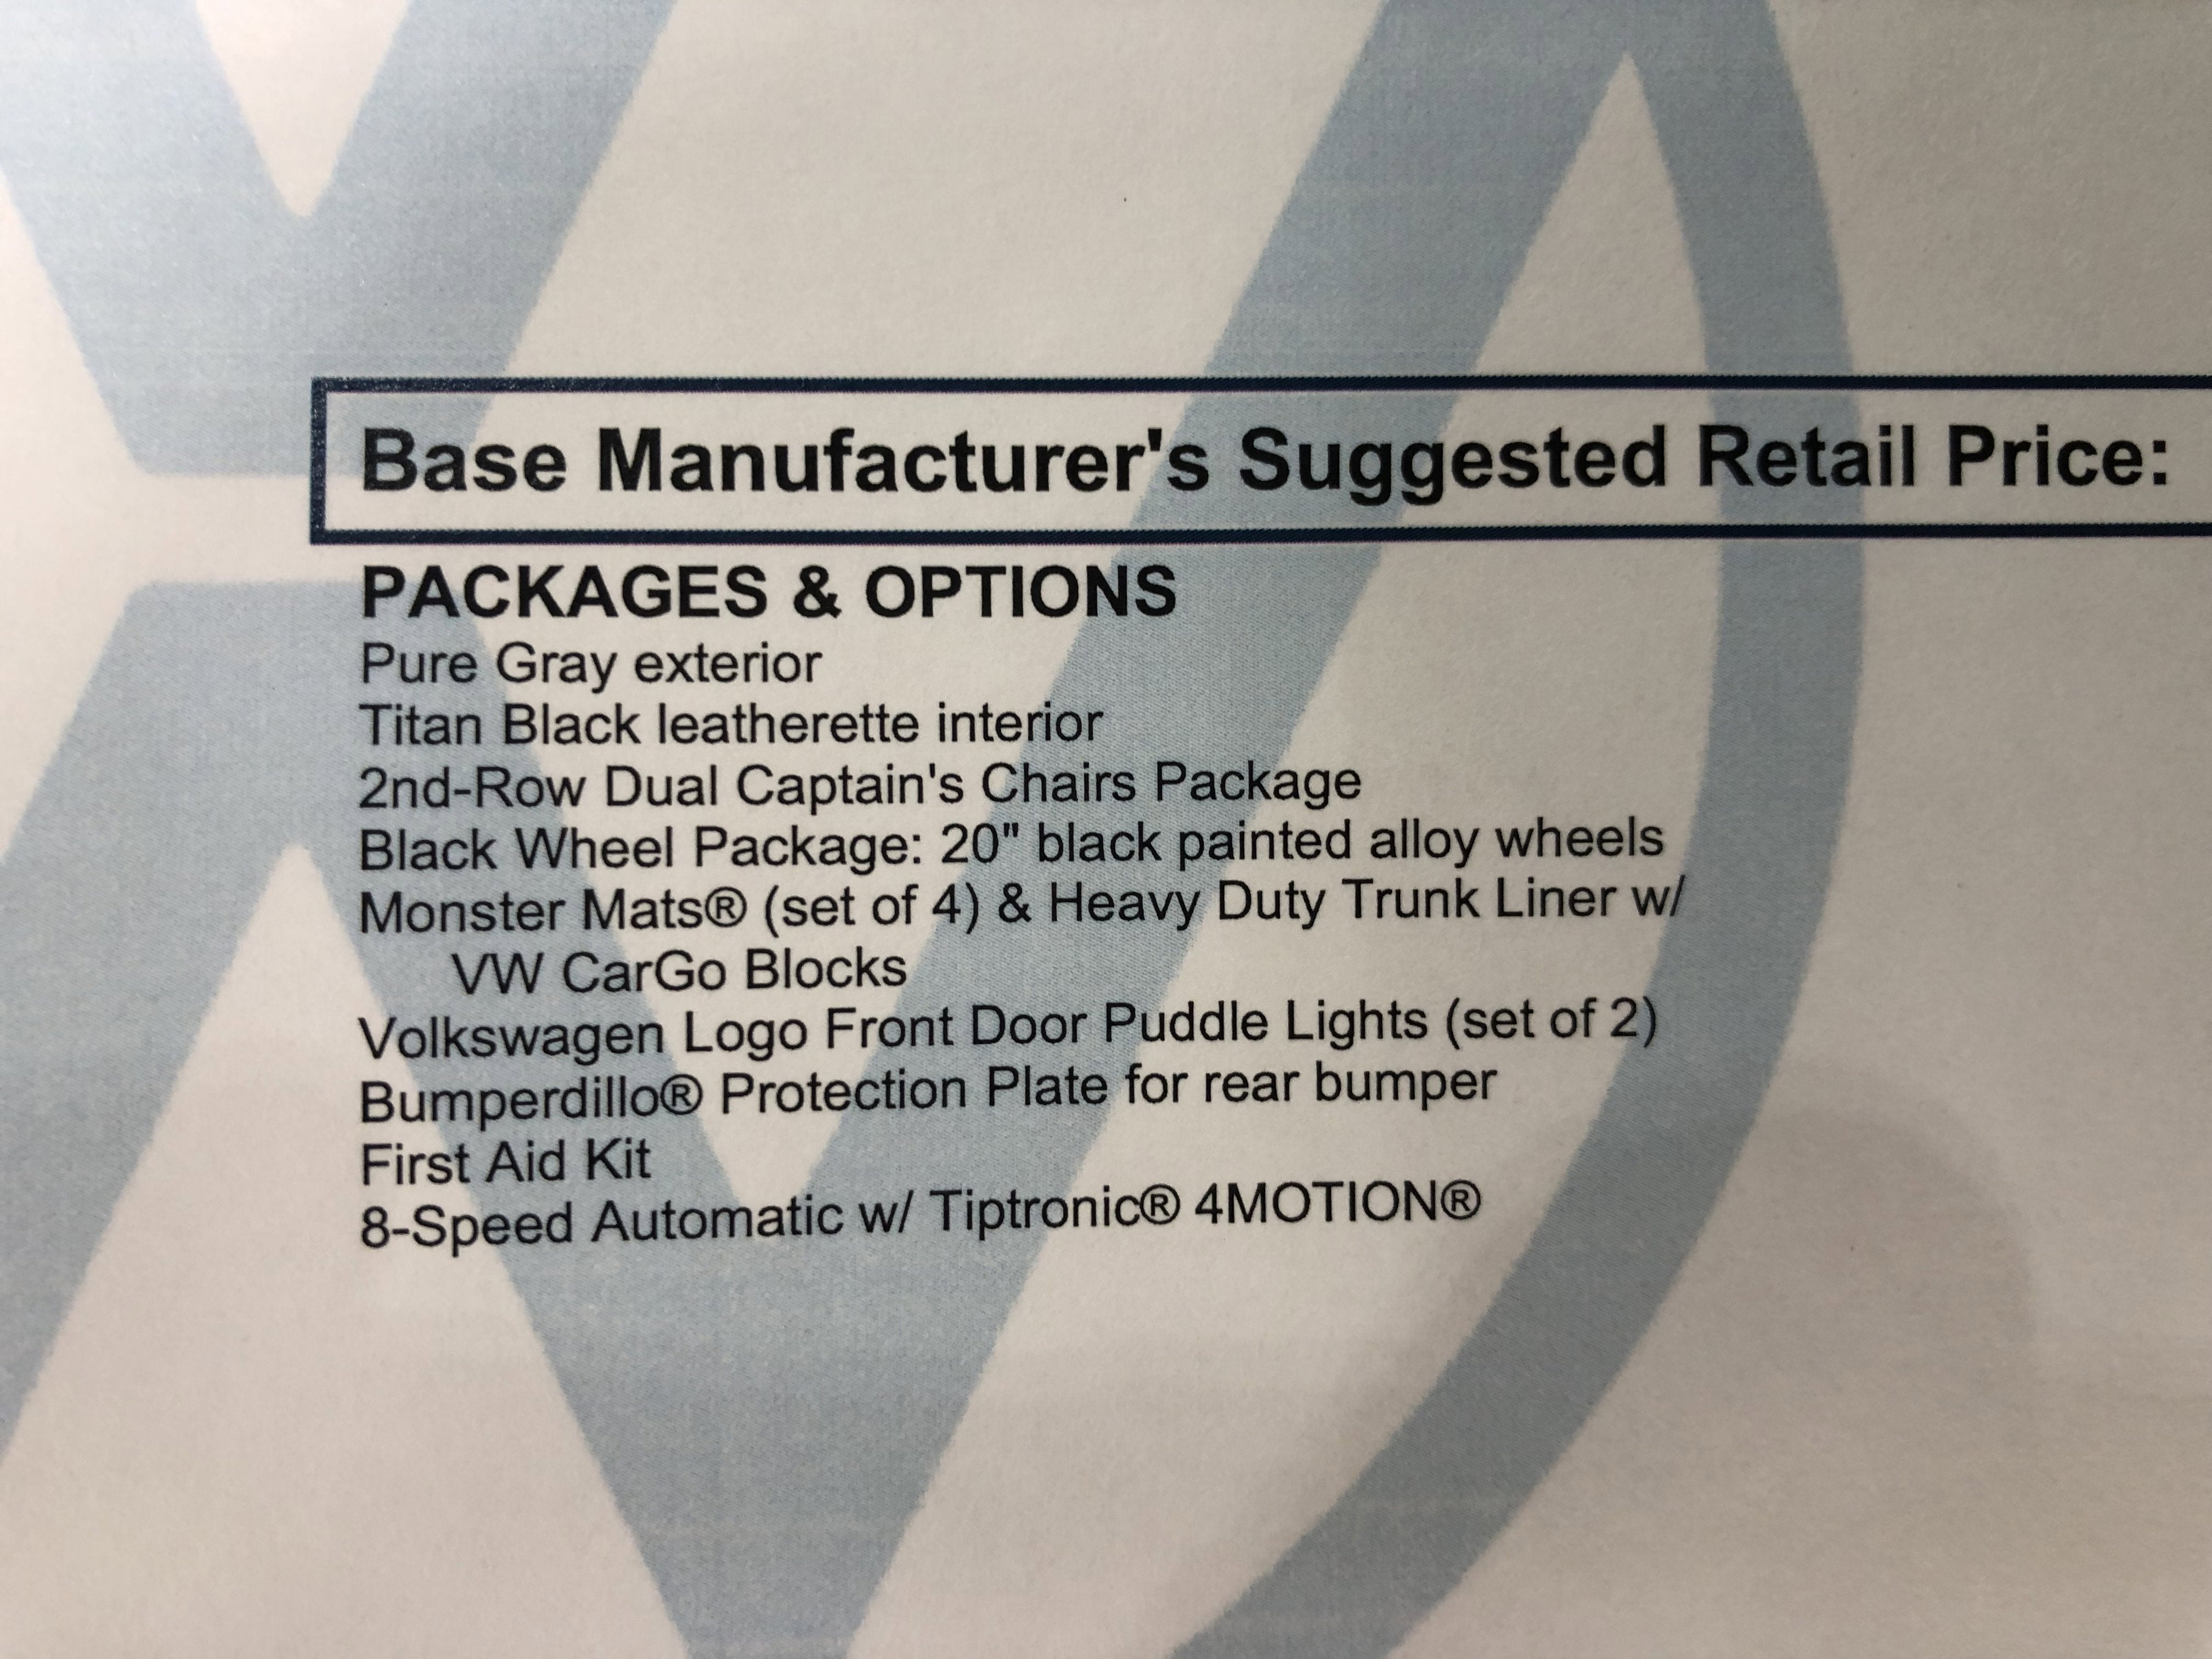 Base Manufacturer's Suggested Retail Price:
PACKAGES & OPTIONS
Pure Gray exterior
Titan Black leatherette interior
2nd-Row Dual Captain's Chairs Package
Black Wheel Package: 20" black painted alloy wheels
Monster Mats® (set of 4) & Heavy Duty Trunk Liner w/
VW CarGo Blocks
Volkswagen Logo Front Door Puddle Lights (set of 2)
Bumperdillo® Protection Plate for rear bumper
First Aid Kit
8-Speed Automatic w/ Tiptronic® 4MOTION®